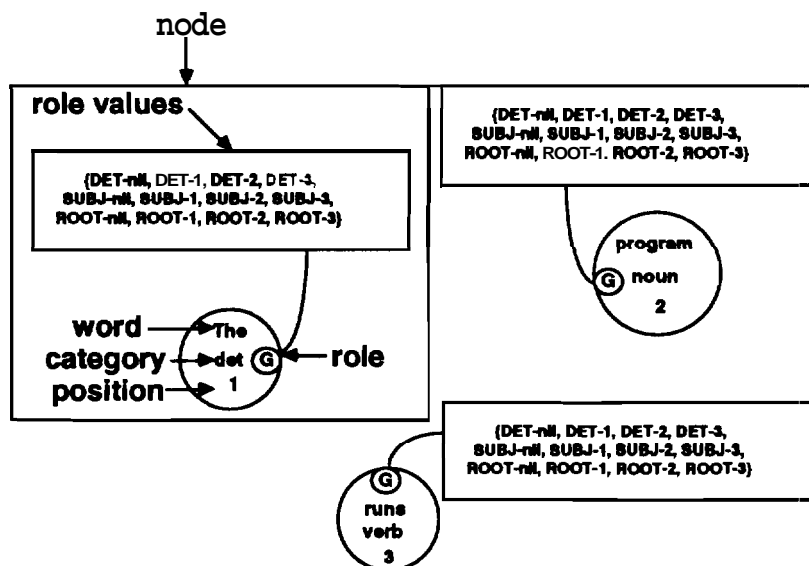 node
role values
{DET-nil, DET-1, DET-2, DET-3,
SUBJ-nil, SUBJ-1, SUBJ-2, SUBJ-3,
ROOT-nil, ROOT-1, ROOT-2, ROOT-3}
word
The
category
det
G
role
position
1
{DET-nil, DET-1, DET-2, DET-3,
SUBJ-nil, SUBJ-1, SUBJ-2, SUBJ-3,
ROOT-nil, ROOT-1. ROOT-2, ROOT-3}
program
G
noun
2
{DET-nil, DET-1, DET-2, DET-3,
SUBJ-nil, SUBJ-1, SUBJ-2, SUBJ-3,
ROOT-nil, ROOT-1, ROOT-2, ROOT-3}
G
runs
verb
3